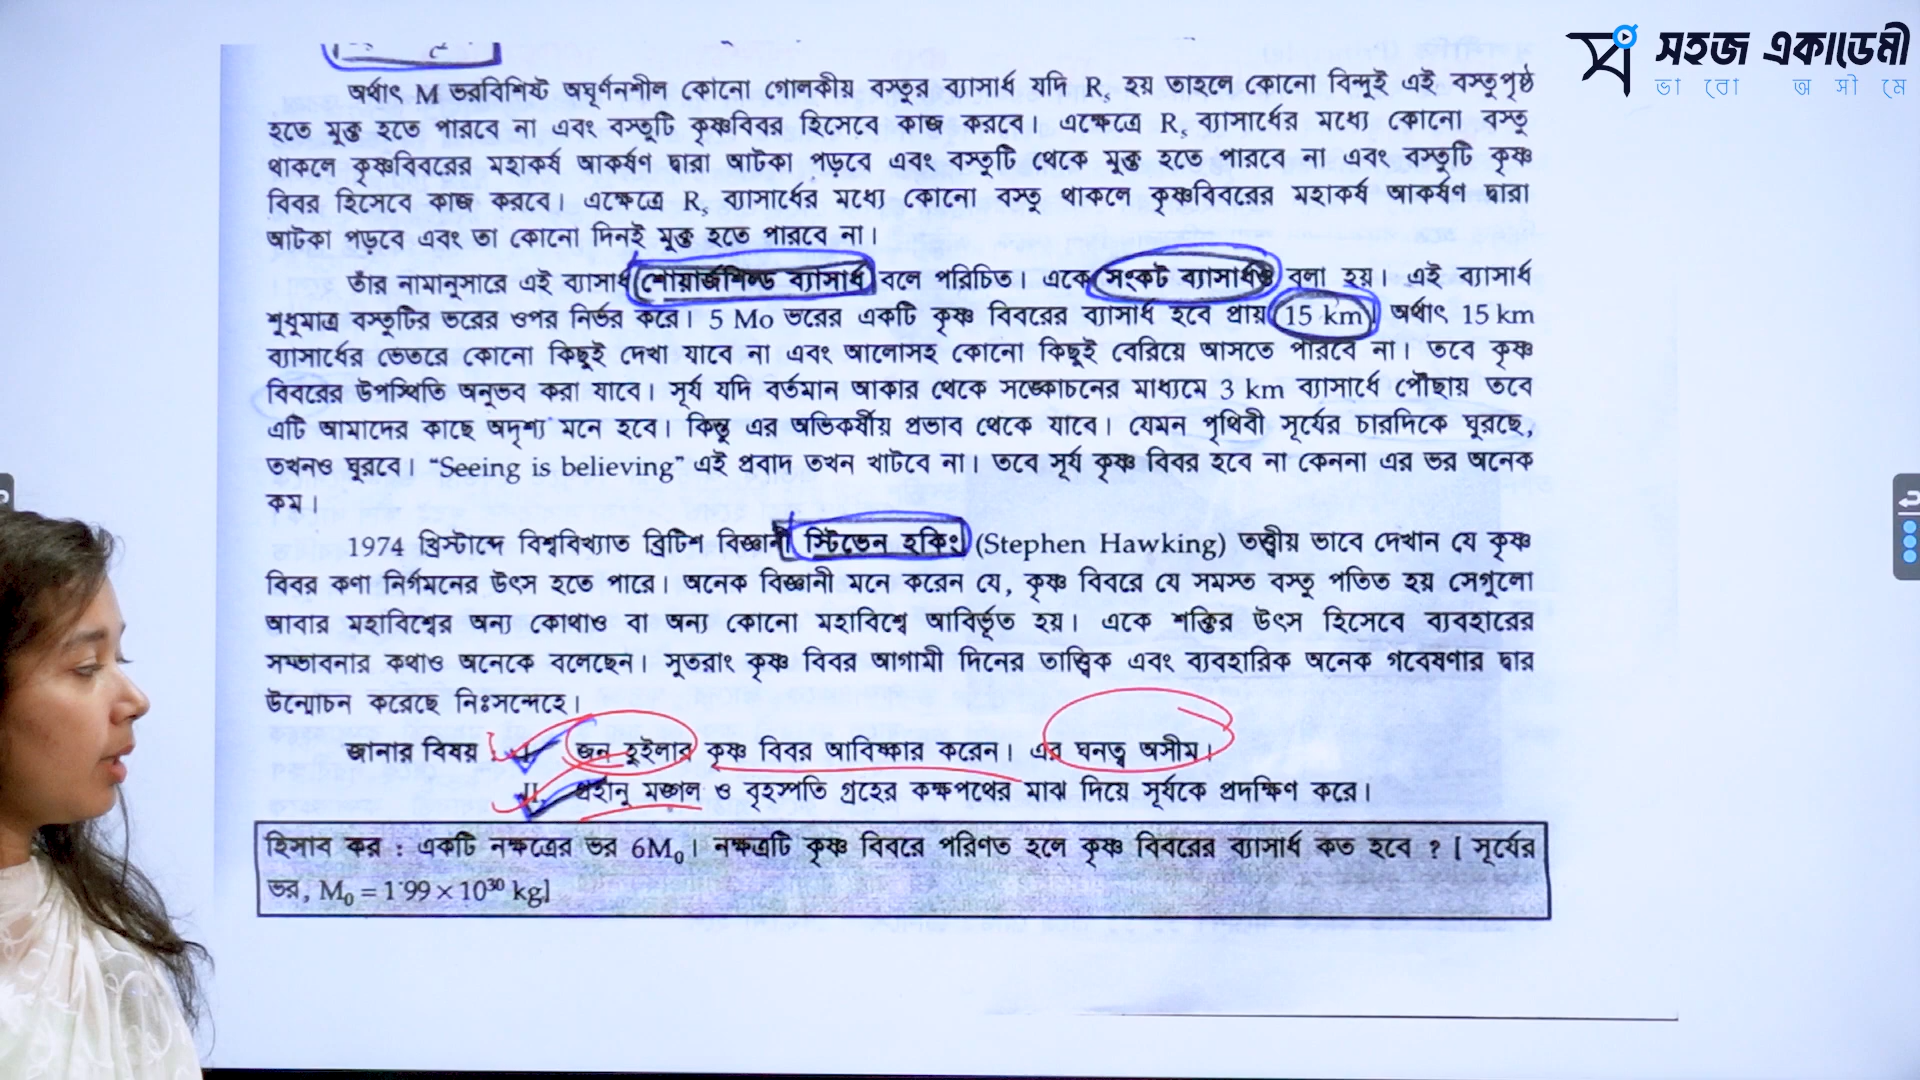 সহজ একাডেমী
ভাবো অসীমে
অর্থাৎ M ভরবিশিষ্ট অঘূর্ণনশীল কোনো গোলকীয় বস্তুর ব্যাসার্ধ যদি Rs হয় তাহলে কোনো বিন্দুই এই বস্তুপৃষ্ঠ
হতে মুক্ত হতে পারবে না এবং বস্তুটি কৃষ্ণবিবর হিসেবে কাজ করবে। এক্ষেত্রে Rs ব্যাসার্ধের মধ্যে কোনো বস্তু
থাকলে কৃষ্ণবিবরের মহাকর্ষ আকর্ষণ দ্বারা আটকা পড়বে এবং বস্তুটি থেকে মুক্ত হতে পারবে না এবং বস্তুটি কৃষ্ণ
বিবর হিসেবে কাজ করবে। এক্ষেত্রে Rs ব্যাসার্ধের মধ্যে কোনো বস্তু থাকলে কৃষ্ণবিবরের মহাকর্ষ আকর্ষণ দ্বারা
আটকা পড়বে এবং তা কোনো দিনই মুক্ত হতে পারবে না।
তাঁর নামানুসারে এই ব্যাসার্ধ শোয়ার্জশিল্ড ব্যাসার্ধ বলে পরিচিত। একে সংকট ব্যাসার্ধও বলা হয়। এই ব্যাসার্ধ
শুধুমাত্র বস্তুটির ভরের ওপর নির্ভর করে। 5 Mo ভরের একটি কৃষ্ণ বিবরের ব্যাসার্ধ হবে প্রায় 15 km অর্থাৎ 15 km
ব্যাসার্ধের ভেতরে কোনো কিছুই দেখা যাবে না এবং আলোসহ কোনো কিছুই বেরিয়ে আসতে পারবে না। তবে কৃষ্ণ
বিবরের উপস্থিতি অনুভব করা যাবে। সূর্য যদি বর্তমান আকার থেকে সঙ্কোচনের মাধ্যমে 3 km ব্যাসার্ধে পৌঁছায় তবে
এটি আমাদের কাছে অদৃশ্য মনে হবে। কিন্তু এর অভিকর্ষীয় প্রভাব থেকে যাবে। যেমন পৃথিবী সূর্যের চারদিকে ঘুরছে,
তখনও ঘুরবে। “Seeing is believing” এই প্রবাদ তখন খাটবে না। তবে সূর্য কৃষ্ণ বিবর হবে না কেননা এর ভর অনেক
কম।
1974 খ্রিস্টাব্দে বিশ্ববিখ্যাত ব্রিটিশ বিজ্ঞানী স্টিভেন হকিং (Stephen Hawking) তত্ত্বীয় ভাবে দেখান যে কৃষ্ণ
বিবর কণা নির্গমনের উৎস হতে পারে। অনেক বিজ্ঞানী মনে করেন যে, কৃষ্ণ বিবরে যে সমস্ত বস্তু পতিত হয় সেগুলো
আবার মহাবিশ্বের অন্য কোথাও বা অন্য কোনো মহাবিশ্বে আবির্ভূত হয়। একে শক্তির উৎস হিসেবে ব্যবহারের
সম্ভাবনার কথাও অনেকে বলেছেন। সুতরাং কৃষ্ণ বিবর আগামী দিনের তাত্ত্বিক এবং ব্যবহারিক অনেক গবেষণার দ্বার
উন্মোচন করেছে নিঃসন্দেহে।
জানার বিষয় : জন হুইলার কৃষ্ণ বিবর আবিষ্কার করেন। এর ঘনত্ব অসীম।
গ্রহাণু মঙ্গল ও বৃহস্পতি গ্রহের কক্ষপথের মাঝ দিয়ে সূর্যকে প্রদক্ষিণ করে।
হিসাব কর : একটি নক্ষত্রের ভর 6M₀। নক্ষত্রটি কৃষ্ণ বিবরে পরিণত হলে কৃষ্ণ বিবরের ব্যাসার্ধ কত হবে ? [ সূর্যের
ভর, M₀ = 1·99 × 10³⁰ kg]